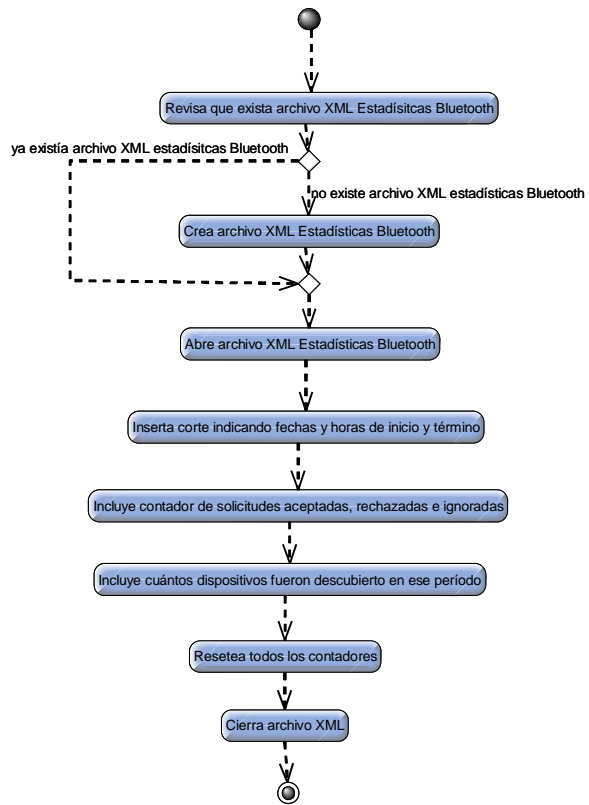 Revisa que exista archivo XML Estadísitcas Bluetooth
ya existía archivo XML estadísitcas Bluetooth
no existe archivo XML estadísticas Bluetooth
Crea archivo XML Estadísticas Bluetooth
Abre archivo XML Estadísticas Bluetooth
Inserta corte indicando fechas y horas de inicio y término
Incluye contador de solicitudes aceptadas, rechazadas e ignoradas
Incluye cuántos dispositivos fueron descubierto en ese período
Resetea todos los contadores
Cierra archivo XML